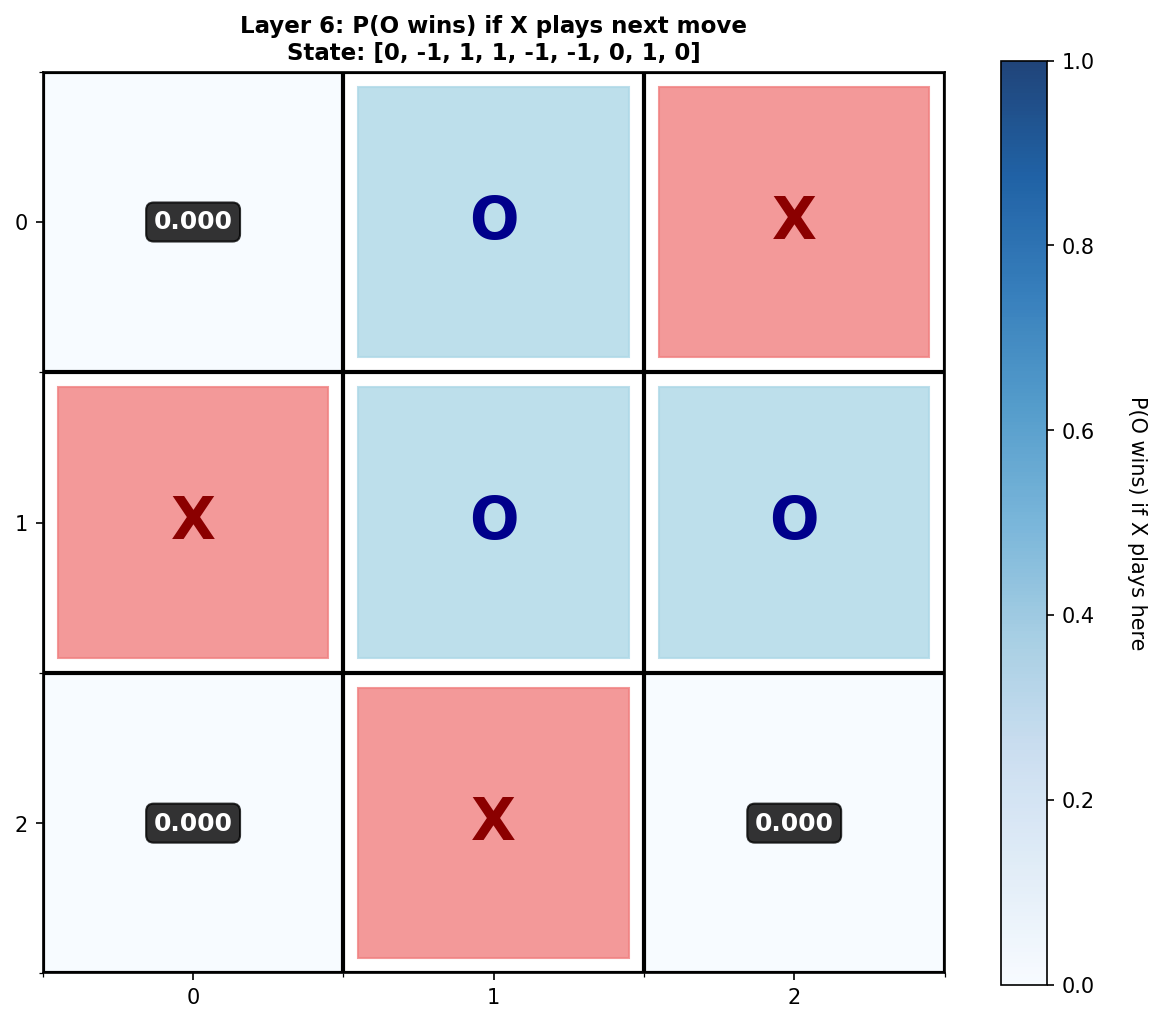 Layer 6: P(O wins) if X plays next move
State: [0, -1, 1, 1, -1, -1, 0, 1, 0]
0
0.000
O
X
1
X
O
O
2
0.000
X
0.000
0
1
2
1.0
0.8
0.6
0.4
0.2
0.0
P(O wins) if X plays here